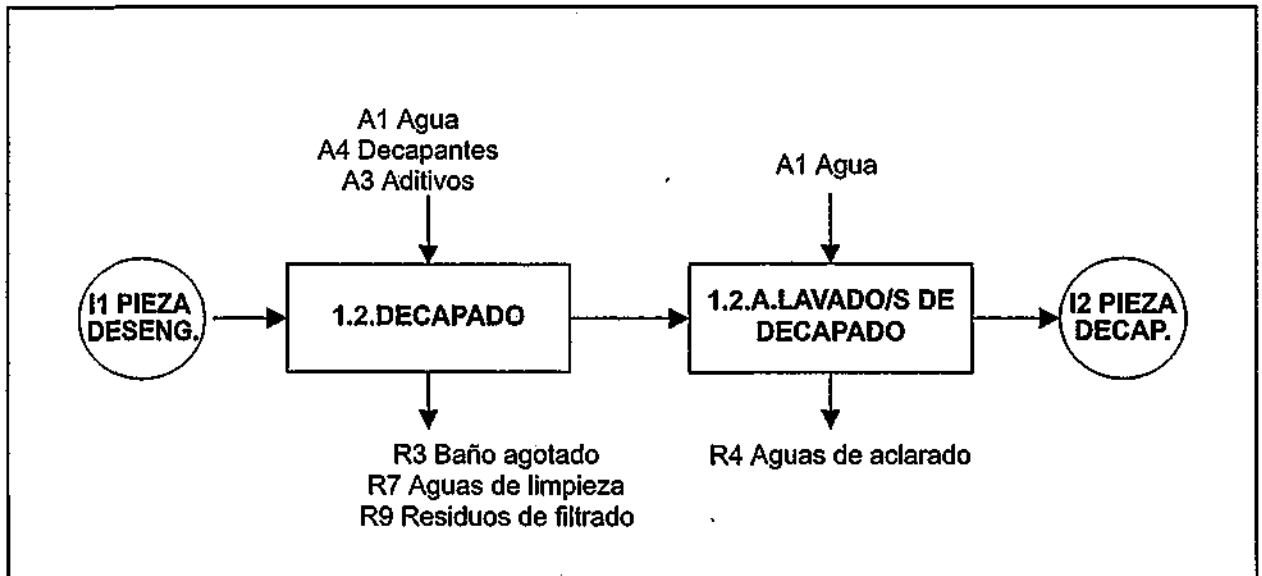 A1 Agua
A4 Decapantes
A3 Aditivos
A1 Agua
I1 PIEZA
DESENG.
1.2.DECAPADO
1.2.A.LAVADO/S DE
DECAPADO
I2 PIEZA
DECAP.
R3 Baño agotado
R7 Aguas de limpieza
R9 Residuos de filtrado
R4 Aguas de aclarado